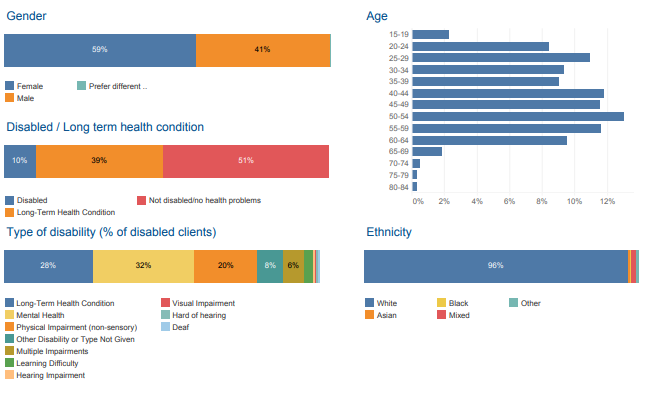 Gender
59%
41%
Female
Prefer different ..
Male
Disabled / Long term health condition
10%
39%
51%
Disabled
Not disabled/no health problems
Long-Term Health Condition
Type of disability (% of disabled clients)
28%
32%
20%
8%
6%
Long-Term Health Condition
Visual Impairment
Mental Health
Hard of hearing
Physical Impairment (non-sensory)
Deaf
Other Disability or Type Not Given
Multiple Impairments
Learning Difficulty
Hearing Impairment
Age
15-19
20-24
25-29
30-34
35-39
40-44
45-49
50-54
55-59
60-64
65-69
70-74
75-79
80-84
0% 2% 4% 6% 8% 10% 12%
Ethnicity
96%
White
Black
Other
Asian
Mixed